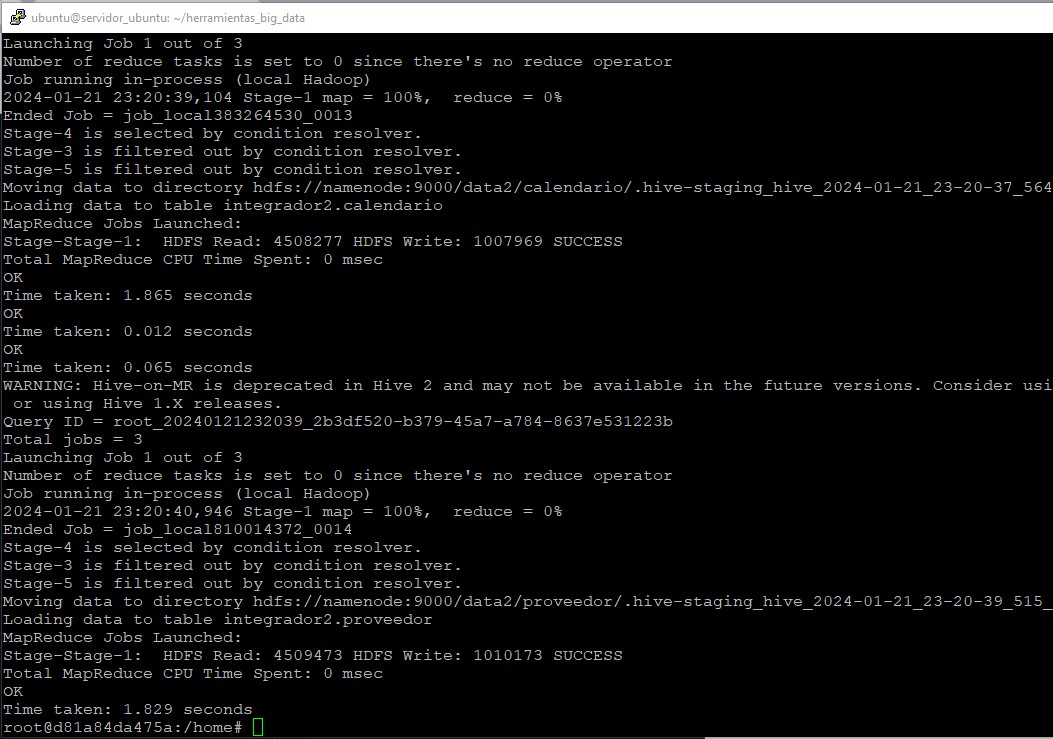 ubuntu@servidor_ubuntu: ~/herramientas_big_data
Launching Job 1 out of 3
Number of reduce tasks is set to 0 since there's no reduce operator
Job running in-process (local Hadoop)
2024-01-21 23:20:39,104 Stage-1 map = 100%,  reduce = 0%
Ended Job = job_local383264530_0013
Stage-4 is selected by condition resolver.
Stage-3 is filtered out by condition resolver.
Stage-5 is filtered out by condition resolver.
Moving data to directory hdfs://namenode:9000/data2/calendario/.hive-staging_hive_2024-01-21_23-20-37_564
Loading data to table integrador2.calendario
MapReduce Jobs Launched:
Stage-Stage-1:  HDFS Read: 4508277 HDFS Write: 1007969 SUCCESS
Total MapReduce CPU Time Spent: 0 msec
OK
Time taken: 1.865 seconds
OK
Time taken: 0.012 seconds
OK
Time taken: 0.065 seconds
WARNING: Hive-on-MR is deprecated in Hive 2 and may not be available in the future versions. Consider usi
 or using Hive 1.X releases.
Query ID = root_20240121232039_2b3df520-b379-45a7-a784-8637e531223b
Total jobs = 3
Launching Job 1 out of 3
Number of reduce tasks is set to 0 since there's no reduce operator
Job running in-process (local Hadoop)
2024-01-21 23:20:40,946 Stage-1 map = 100%,  reduce = 0%
Ended Job = job_local810014372_0014
Stage-4 is selected by condition resolver.
Stage-3 is filtered out by condition resolver.
Stage-5 is filtered out by condition resolver.
Moving data to directory hdfs://namenode:9000/data2/proveedor/.hive-staging_hive_2024-01-21_23-20-39_515_
Loading data to table integrador2.proveedor
MapReduce Jobs Launched:
Stage-Stage-1:  HDFS Read: 4509473 HDFS Write: 1010173 SUCCESS
Total MapReduce CPU Time Spent: 0 msec
OK
Time taken: 1.829 seconds
root@d81a84da475a:/home#